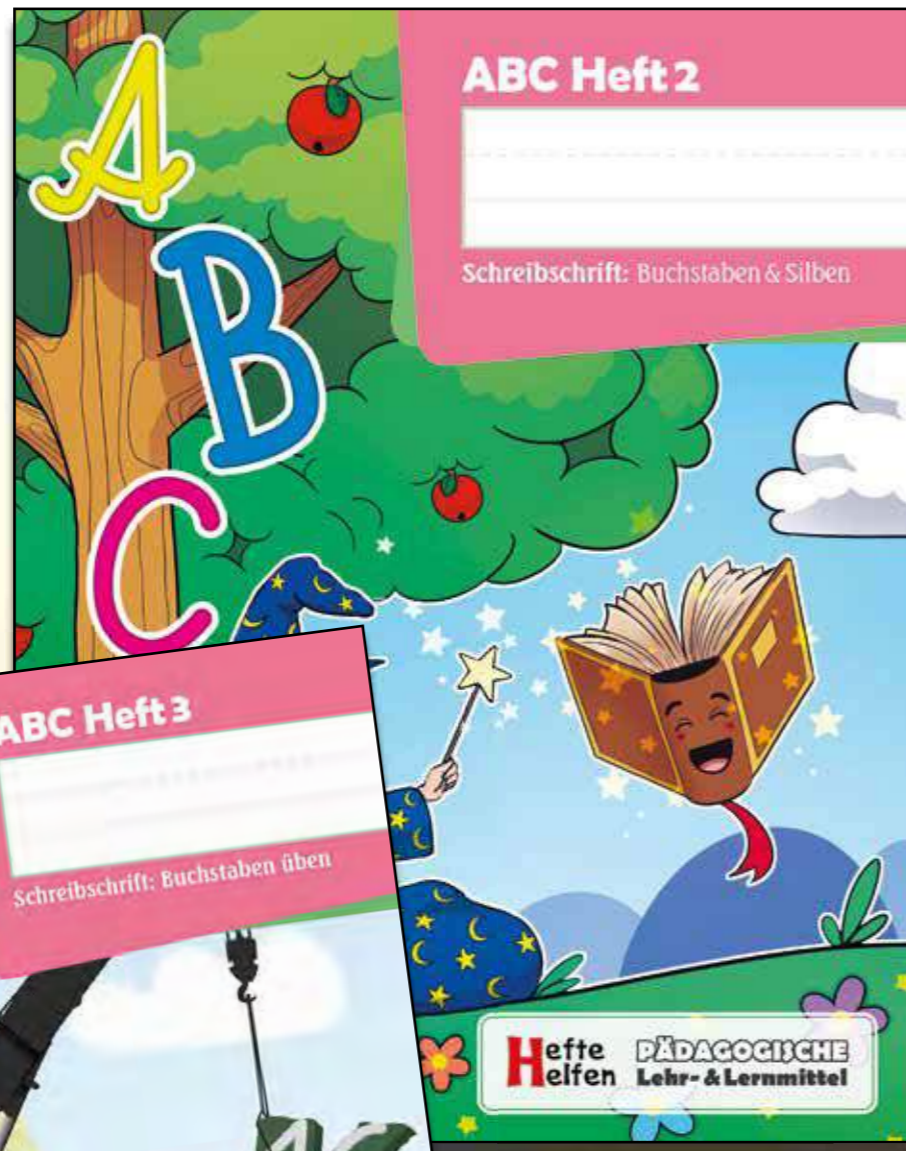 A
B
C
ABC Heft 2
Schreibschrift: Buchstaben & Silben
ABC Heft 3
Schreibschrift: Buchstaben üben
Hefte Helfen
PÄDAGOGISCHE
Lehr- & Lernmittel